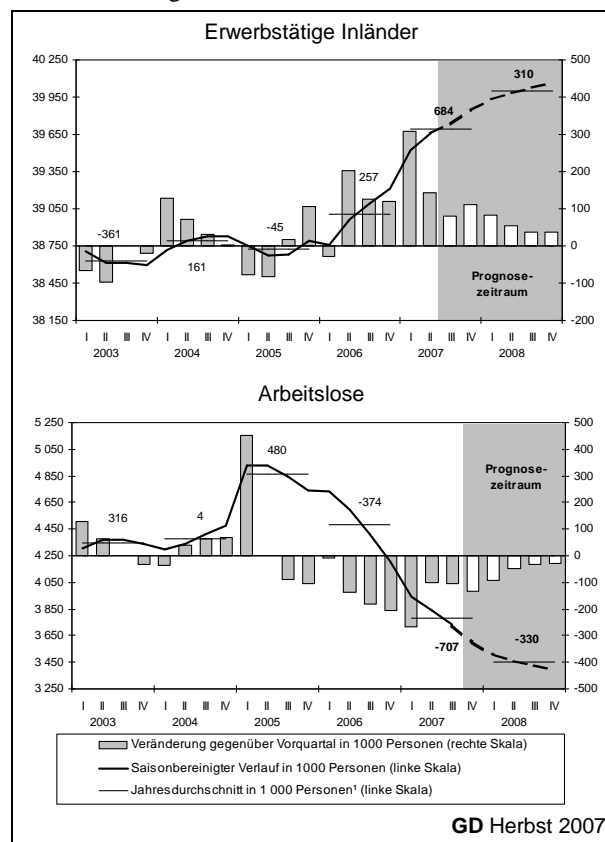 Erwerbstätige Inländer
40 250 500
39 950 310 400
39 650 684 300
39 350 257 200
39 050 100
38 750 -361 161 -45 0
38 450 Prognose- -100
38 150 zeitraum -200
I II III IV I II III IV I II III IV I II III IV I II III IV I II III IV
2003 2004 2005 2006 2007 2008
Arbeitslose
5 250 500
5 050 480 Prognose- 400
4 850 zeitraum 300
4 650 -374 200
4 450 316 4 100
4 250 0
4 050 -100
3 850 -200
3 650 -707 -330 -300
3 450 -400
3 250 -500
I II III IV I II III IV I II III IV I II III IV I II III IV I II III IV
2003 2004 2005 2006 2007 2008
Veränderung gegenüber Vorquartal in 1000 Personen (rechte Skala)
Saisonbereinigter Verlauf in 1000 Personen (linke Skala)
Jahresdurchschnitt in 1 000 Personen¹ (linke Skala)
GD Herbst 2007